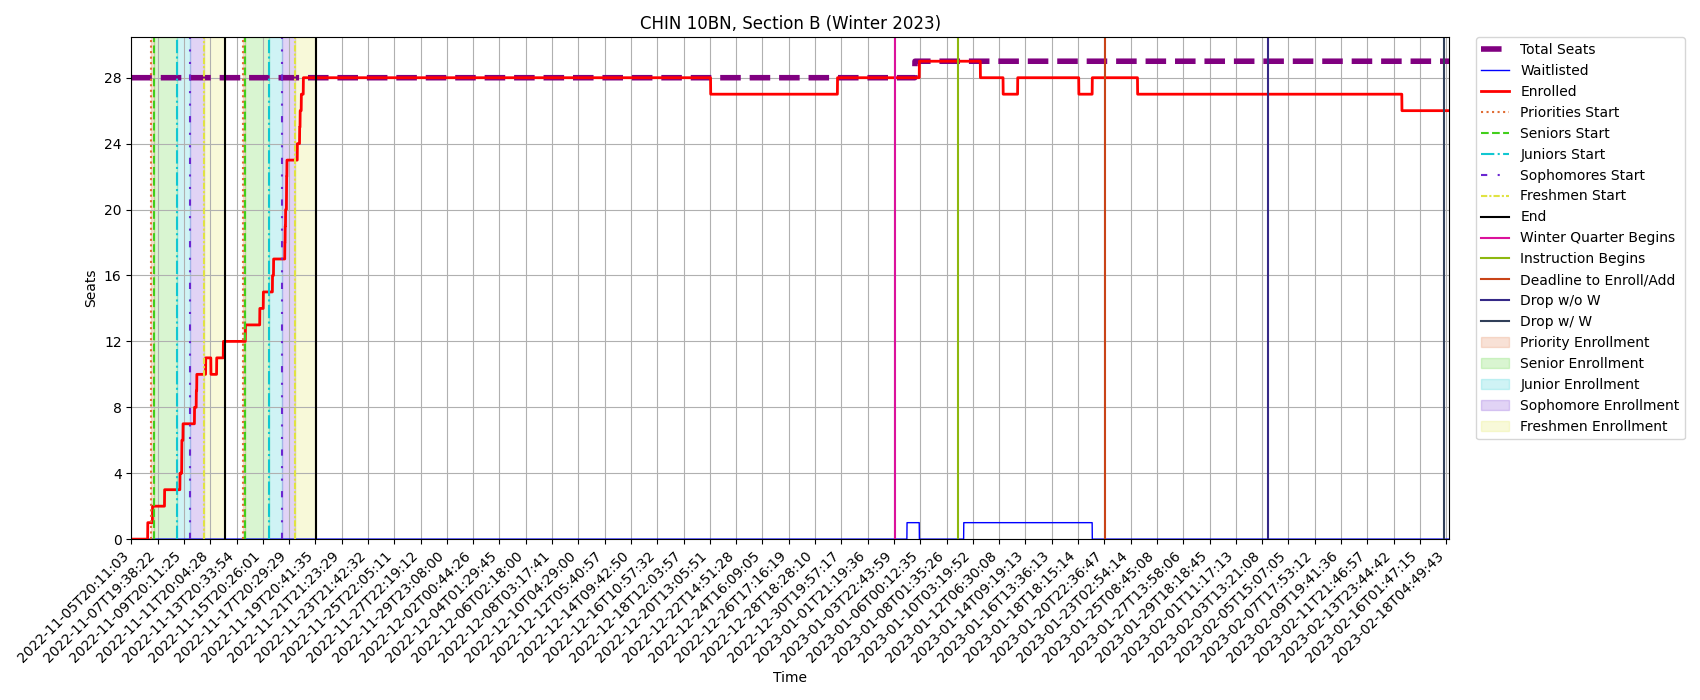 CHIN 10BN, Section B (Winter 2023)
Seats
28
24
20
16
12
8
4
0
2022-11-05T20:11:03
2022-11-07T19:38:22
2022-11-09T20:11:25
2022-11-11T20:04:28
2022-11-13T20:33:54
2022-11-15T20:26:01
2022-11-17T20:29:29
2022-11-19T20:41:35
2022-11-21T21:23:29
2022-11-23T21:42:32
2022-11-25T22:05:11
2022-11-27T22:19:12
2022-11-29T23:08:00
2022-12-02T00:44:26
2022-12-04T01:29:45
2022-12-06T02:18:00
2022-12-08T03:17:41
2022-12-10T04:29:00
2022-12-12T05:40:57
2022-12-14T09:42:50
2022-12-16T10:57:32
2022-12-18T12:03:57
2022-12-20T13:05:51
2022-12-22T14:51:28
2022-12-24T16:09:05
2022-12-26T17:16:19
2022-12-28T18:28:10
2022-12-30T19:57:17
2023-01-01T21:19:36
2023-01-03T22:43:59
2023-01-06T00:12:35
2023-01-08T01:35:26
2023-01-10T03:19:52
2023-01-12T06:30:08
2023-01-14T09:19:13
2023-01-16T13:36:13
2023-01-18T18:15:14
2023-01-20T22:36:47
2023-01-23T02:54:14
2023-01-25T08:45:08
2023-01-27T13:58:06
2023-01-29T18:18:45
2023-02-01T11:17:13
2023-02-03T13:21:08
2023-02-05T15:07:05
2023-02-07T17:53:12
2023-02-09T19:41:36
2023-02-11T21:46:57
2023-02-13T23:44:42
2023-02-16T01:47:15
2023-02-18T04:49:43
Time
Total Seats
Waitlisted
Enrolled
Priorities Start
Seniors Start
Juniors Start
Sophomores Start
Freshmen Start
End
Winter Quarter Begins
Instruction Begins
Deadline to Enroll/Add
Drop w/o W
Drop w/ W
Priority Enrollment
Senior Enrollment
Junior Enrollment
Sophomore Enrollment
Freshmen Enrollment